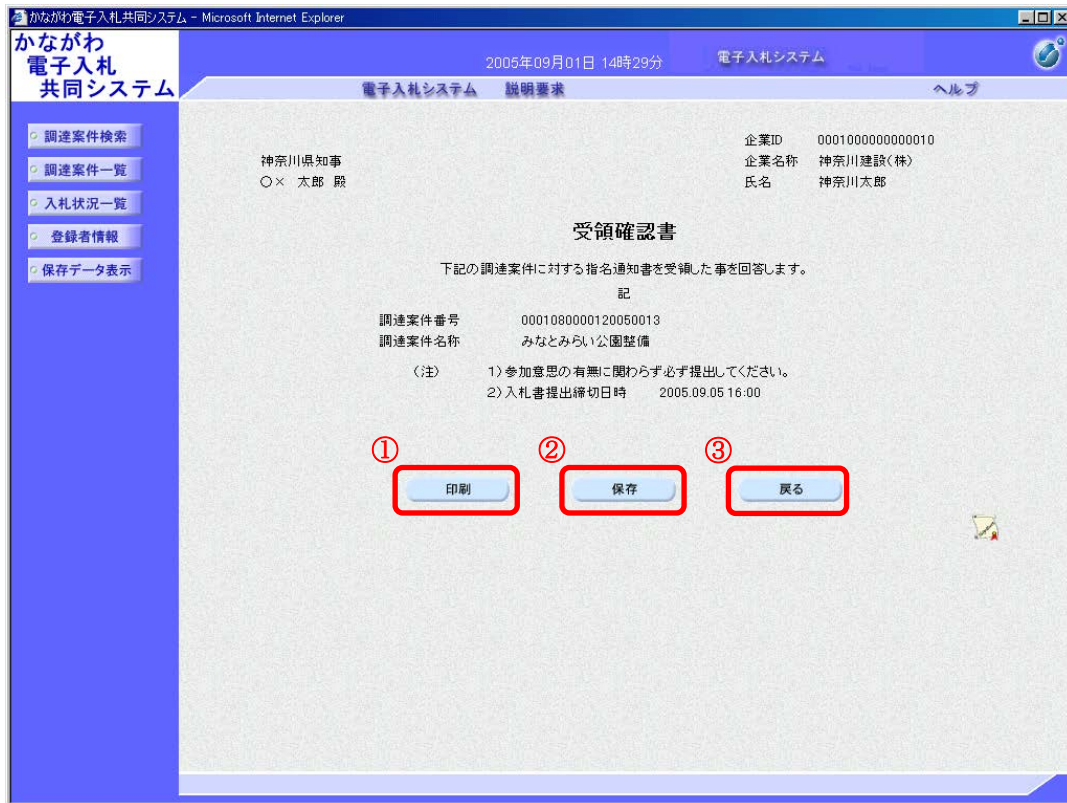 かながわ電子入札共同システム - Microsoft Internet Explorer
かながわ
電子入札
共同システム
2005年09月01日 14時29分
電子入札システム
電子入札システム 説明要求 ヘルプ
調達案件検索
調達案件一覧
入札状況一覧
登録者情報
保存データ表示
企業ID 0001000000000010
企業名称 神奈川建設(株)
氏名 神奈川太郎
神奈川県知事
○× 太郎 殿
受領確認書
下記の調達案件に対する指名通知書を受領した事を回答します。
記
調達案件番号 0001080000120050013
調達案件名称 みなとみらい公園整備
(注) 1)参加意思の有無に関わらず必ず提出してください。
2)入札書提出締切日時 2005.09.05 16:00
① ② ③
印刷 保存 戻る